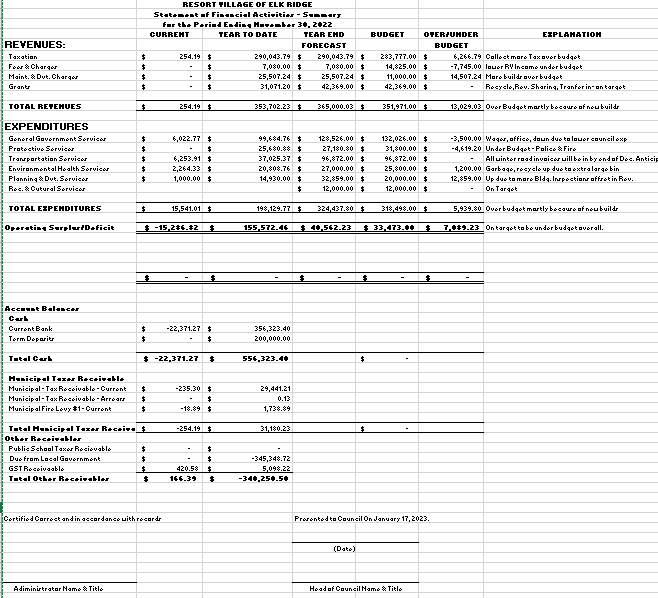 RESORT VILLAGE OF ELK RIDGE
Statement of Financial Activities - Summary
for the Period Ending November 30, 2022
CURRENT YEAR TO DATE YEAR END FORECAST BUDGET OVER/UNDER BUDGET EXPLANATION
REVENUES:
Taxation $ 254.19 $ 290,043.79 $ 290,043.79 $ 283,777.00 $ 6,266.79 Collect more Tax over budget
Fees & Charges $ - $ 7,080.00 $ 7,080.00 $ 14,825.00 $ -7,745.00 lesser RV Income under budget
Maint. & Dvt. Charges $ - $ 25,507.24 $ 25,507.24 $ 11,000.00 $ 14,507.24 More builds over budget
Grants $ - $ 31,071.20 $ 42,369.00 $ 42,369.00 $ - Recycle, Rev. Sharing, Tranfer in- on target
TOTAL REVENUES $ 254.19 $ 353,702.23 $ 365,000.03 $ 351,971.00 $ 13,029.03 Over Budget mostly because of new builds
EXPENDITURES
General Government Services $ 6,022.77 $ 99,684.76 $ 128,526.00 $ 132,026.00 $ -3,500.00 Wages, office, down due to lower council exp
Protective Services $ - $ 25,680.88 $ 27,180.80 $ 31,800.00 $ -4,619.20 Under Budget - Police & Fire
Transportation Services $ 6,253.91 $ 37,025.37 $ 96,872.00 $ 96,872.00 $ - All winter road invoices will be in by end of Dec. Anticip
Environmental Health Services $ 2,264.33 $ 20,808.76 $ 27,000.00 $ 25,800.00 $ 1,200.00 Garbage, recycle up due to extra large bin
Planning & Dvt. Services $ 1,000.00 $ 14,930.00 $ 32,859.00 $ 20,000.00 $ 12,859.00 Up due to more Bldg. Inspections offset in Rev.
Rec. & Cutural Services $ 12,000.00 $ 12,000.00 $ - On Target
TOTAL EXPENDITURES $ 15,541.01 $ 198,129.77 $ 324,437.80 $ 318,498.00 $ 5,939.80 Over budget mostly because of new builds
Operating Surplus/Deficit $ -15,286.82 $ 155,572.46 $ 40,562.23 $ 33,473.00 $ 7,089.23 On target to be under budget overall.
$ - $ - $ - $ - $ -
Account Balances
Cash
Current Bank $ -22,371.27 $ 356,323.40
Term Deposits $ - $ 200,000.00
Total Cash $ -22,371.27 $ 556,323.40 $ -
Municipal Taxes Receivable
Municipal - Tax Receivable - Current $ -235.30 $ 29,441.21
Municipal - Tax Receivable - Arrears $ - $ 0.13
Municipal Fire Levy #1 - Current $ -18.89 $ 1,738.89
Total Municipal Taxes Receiva $ -254.19 $ 31,180.23 $ -
Other Receivables
Public School Taxes Recievable $ - $ -
Due from Local Government $ - $ -345,348.72
GST Receivaable $ 420.58 $ 5,098.22
Total Other Receivables $ 166.39 $ -340,250.50
Certified Correct and in accordance with records Presented to Council On January 17, 2023.
(Date)
Administrator Name & Title Head of Council Name & Title